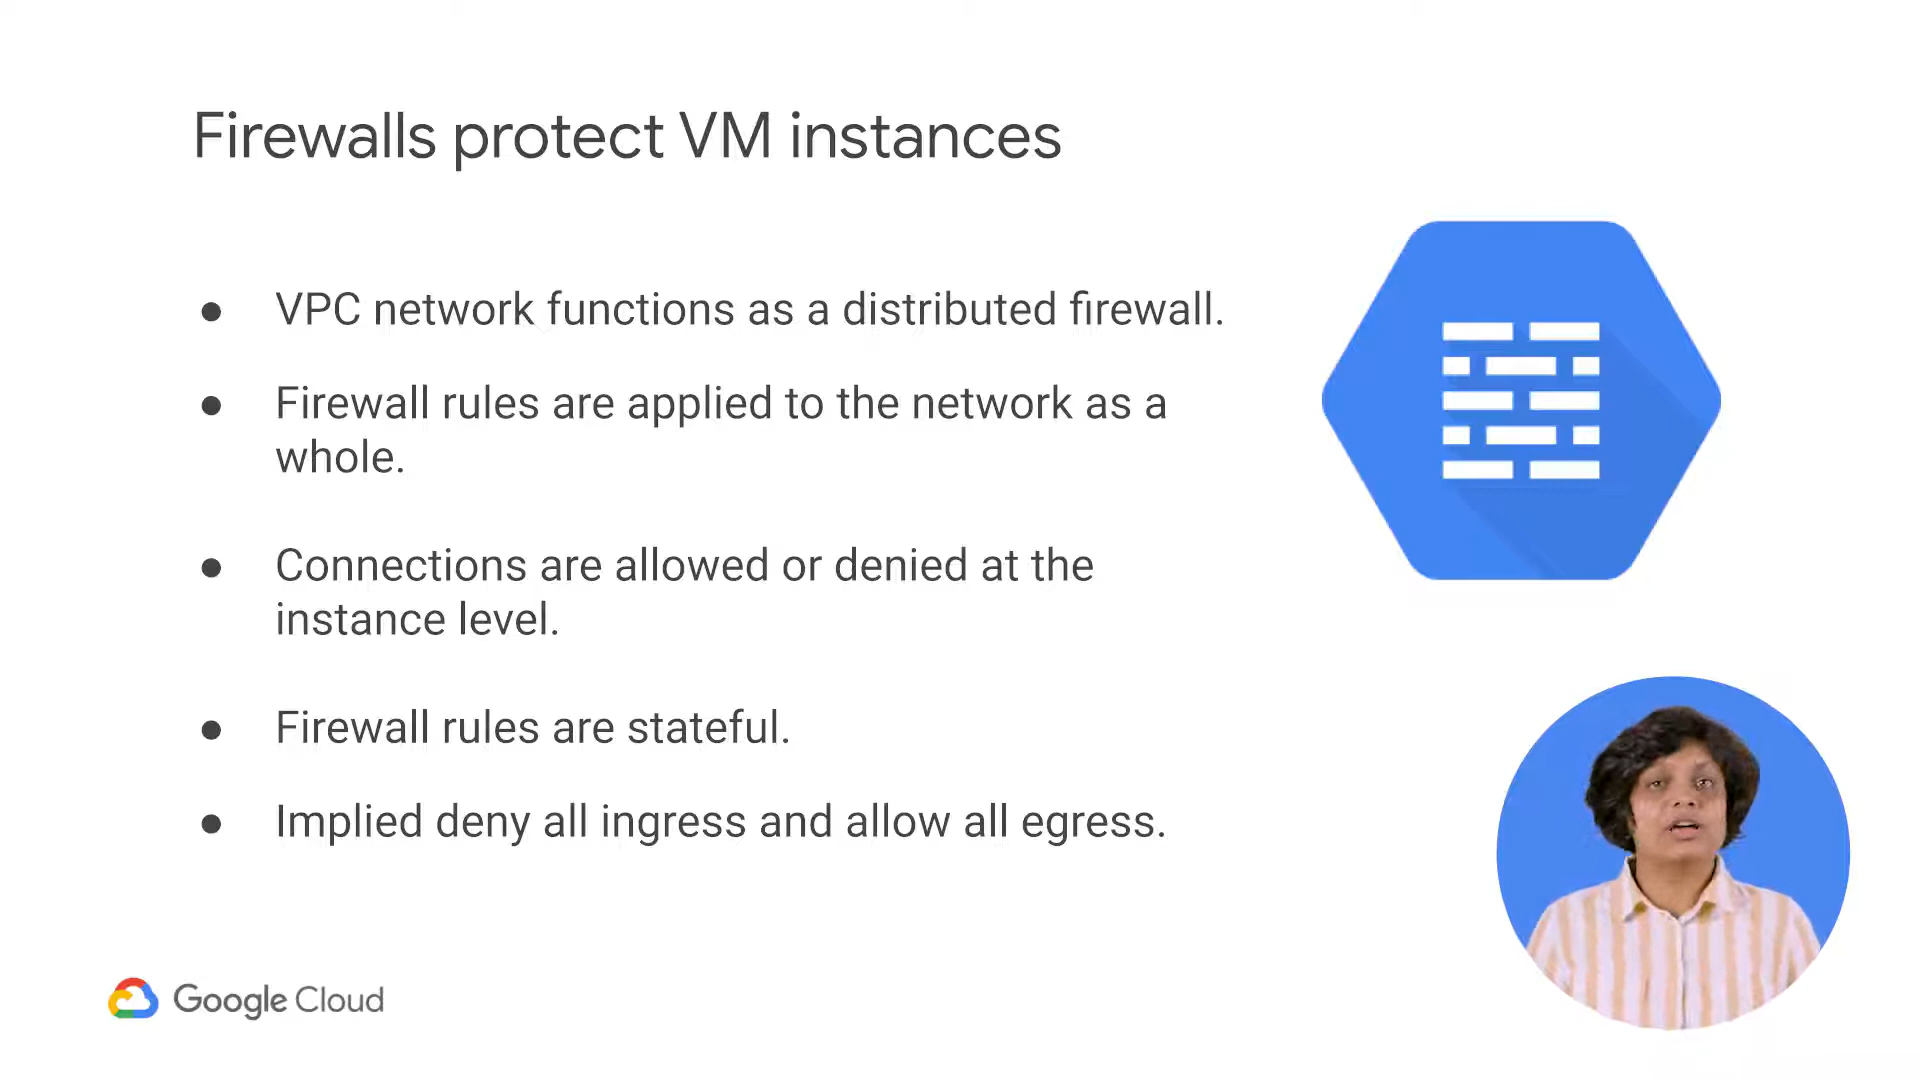 Firewalls protect VM instances
● VPC network functions as a distributed firewall.
● Firewall rules are applied to the network as a
whole.
● Connections are allowed or denied at the
instance level.
● Firewall rules are stateful.
● Implied deny all ingress and allow all egress.
Google Cloud